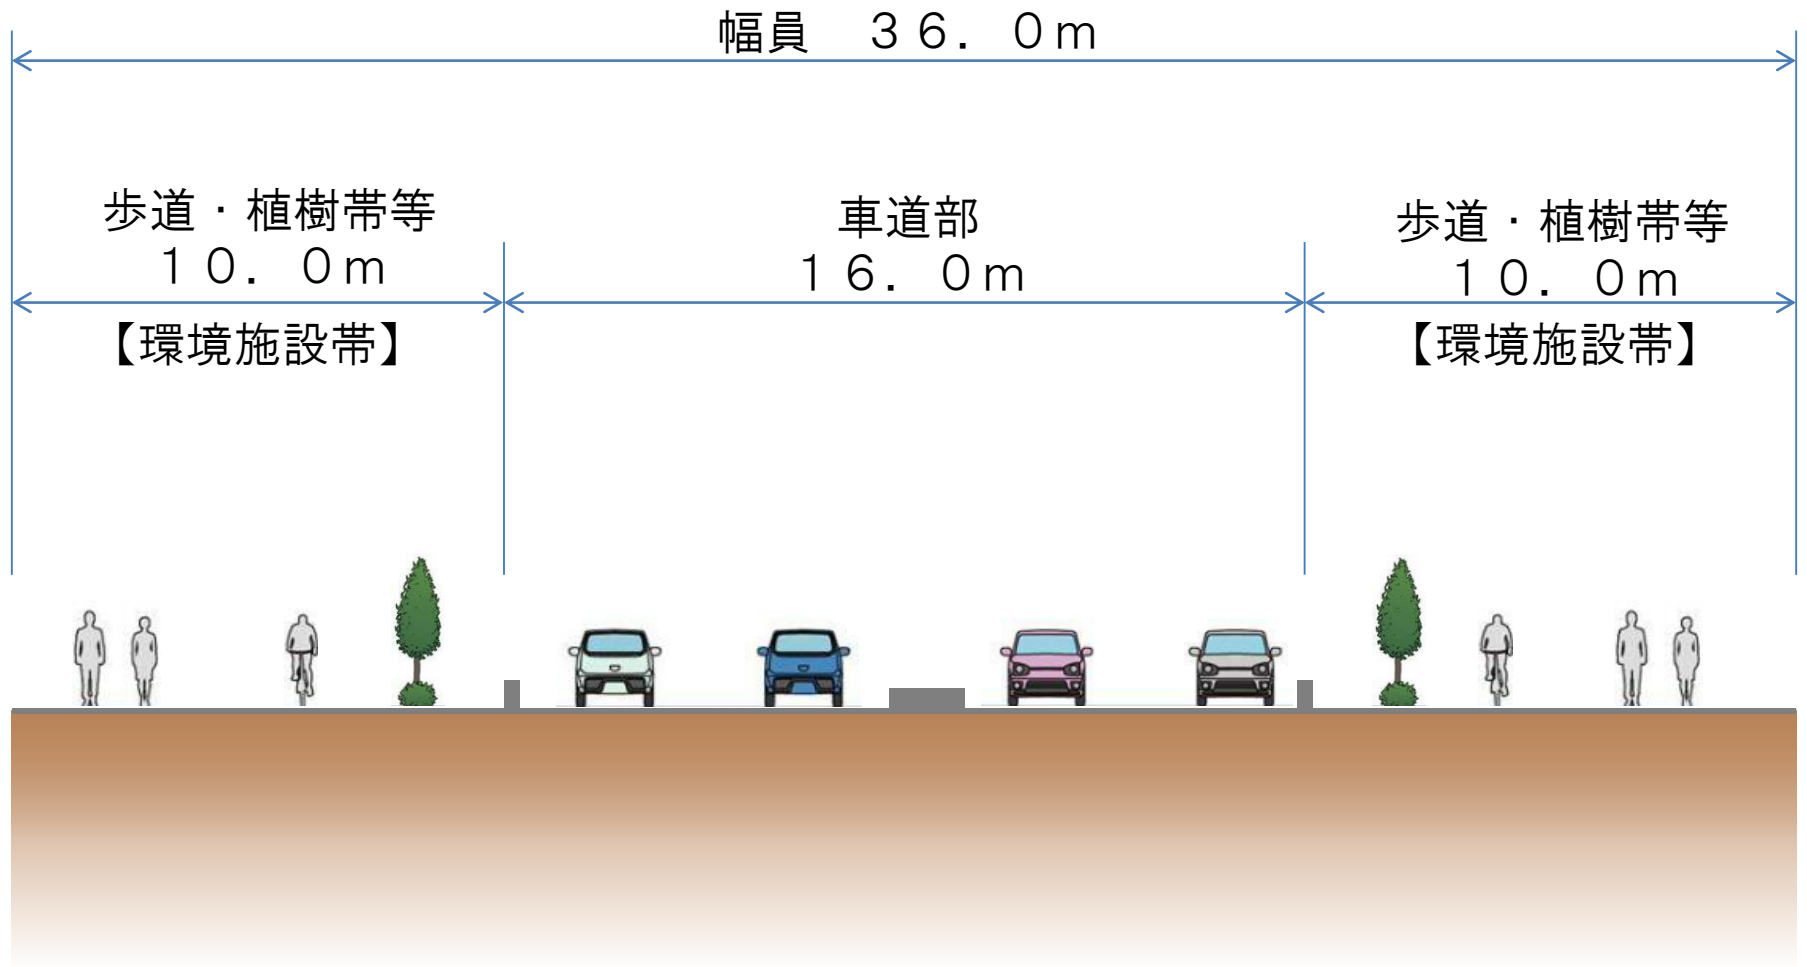 幅員　３６．０ｍ
歩道・植樹帯等
１０．０ｍ
【環境施設帯】
車道部
１６．０ｍ
歩道・植樹帯等
１０．０ｍ
【環境施設帯】